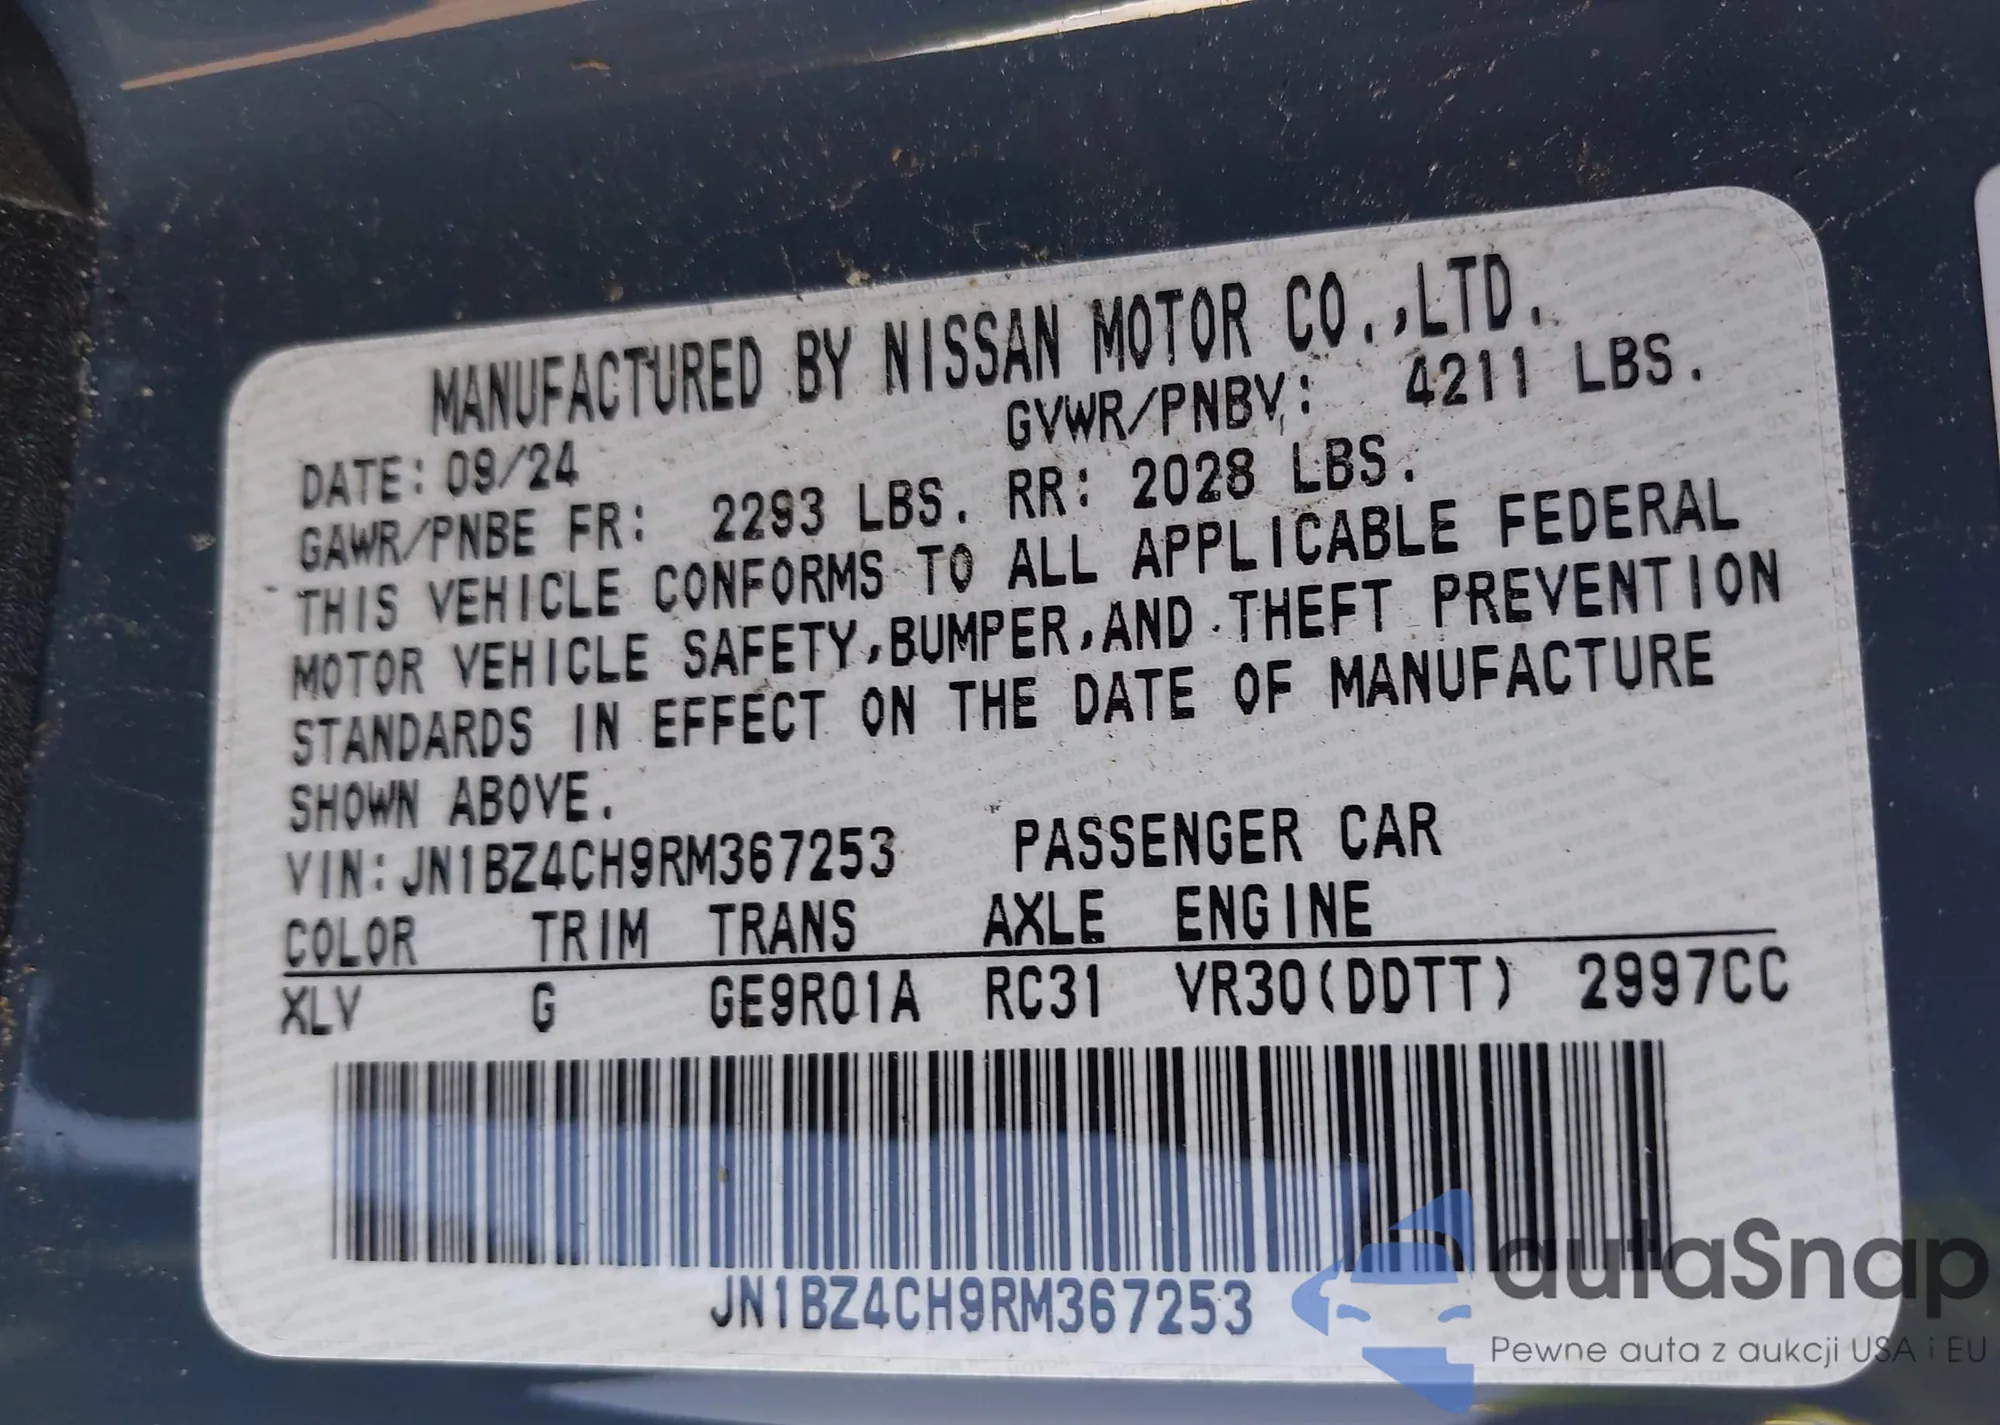 MANUFACTURED BY NISSAN MOTOR CO.,LTD.
DATE: 09/24 GVWR/PNBV: 4211 LBS.
GAWR/PNBE FR: 2293 LBS. RR: 2028 LBS.
THIS VEHICLE CONFORMS TO ALL APPLICABLE FEDERAL
MOTOR VEHICLE SAFETY,BUMPER,AND THEFT PREVENTION
STANDARDS IN EFFECT ON THE DATE OF MANUFACTURE
SHOWN ABOVE.
VIN:JN1BZ4CH9RM367253 PASSENGER CAR
COLOR TRIM TRANS AXLE ENGINE
XLV G GE9R01A RC31 VR30(DDTT) 2997CC
JN1BZ4CH9RM367253
autaSnap
Pewne auta z aukcji USA i EU